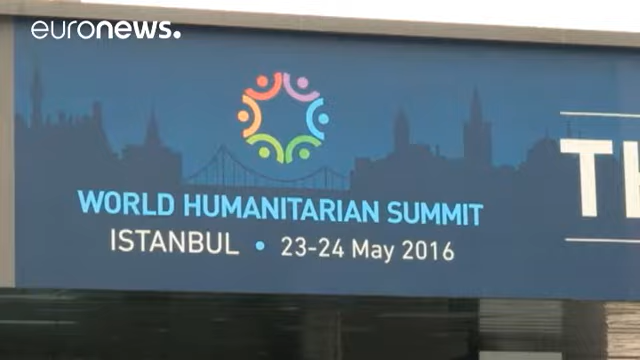 euronews.
WORLD HUMANITARIAN SUMMIT
ISTANBUL • 23-24 May 2016